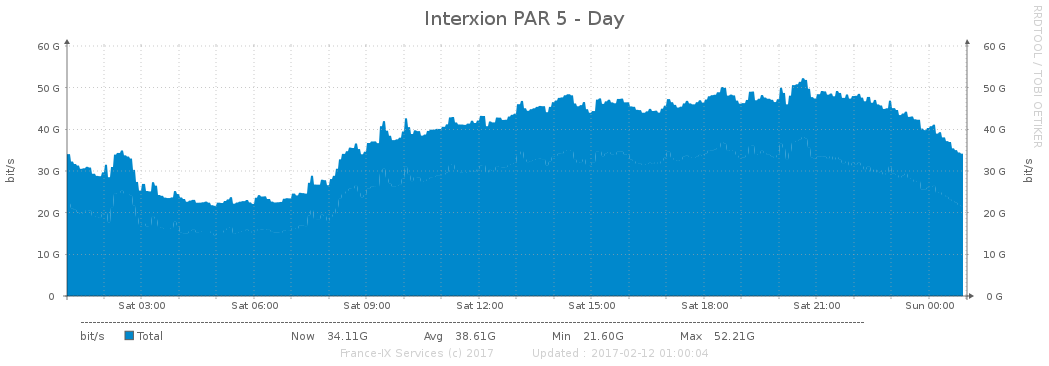 Interxion PAR 5 - Day
RRDTOOL / TOBI OETIKER
bit/s
bit/s
60 G 60 G
50 G 50 G
40 G 40 G
30 G 30 G
20 G 20 G
10 G 10 G
0 0 G
Sat 03:00 Sat 06:00 Sat 09:00 Sat 12:00 Sat 15:00 Sat 18:00 Sat 21:00 Sun 00:00
bit/s Total Now 34.11G Avg 38.61G Min 21.60G Max 52.21G
France-IX Services (c) 2017 Updated : 2017-02-12 01:00:04